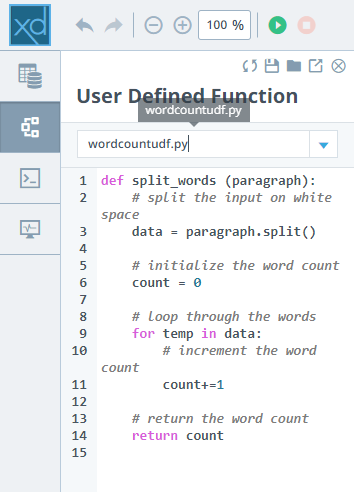 xd
100 %
User Defined Function
wordcountudf.py
wordcountudf.py
1 def split_words (paragraph):
2 # split the input on white
space
3 data = paragraph.split()
4
5 # initialize the word count
6 count = 0
7
8 # loop through the words
9 for temp in data:
10 # increment the word
count
11 count+=1
12
13 # return the word count
14 return count
15